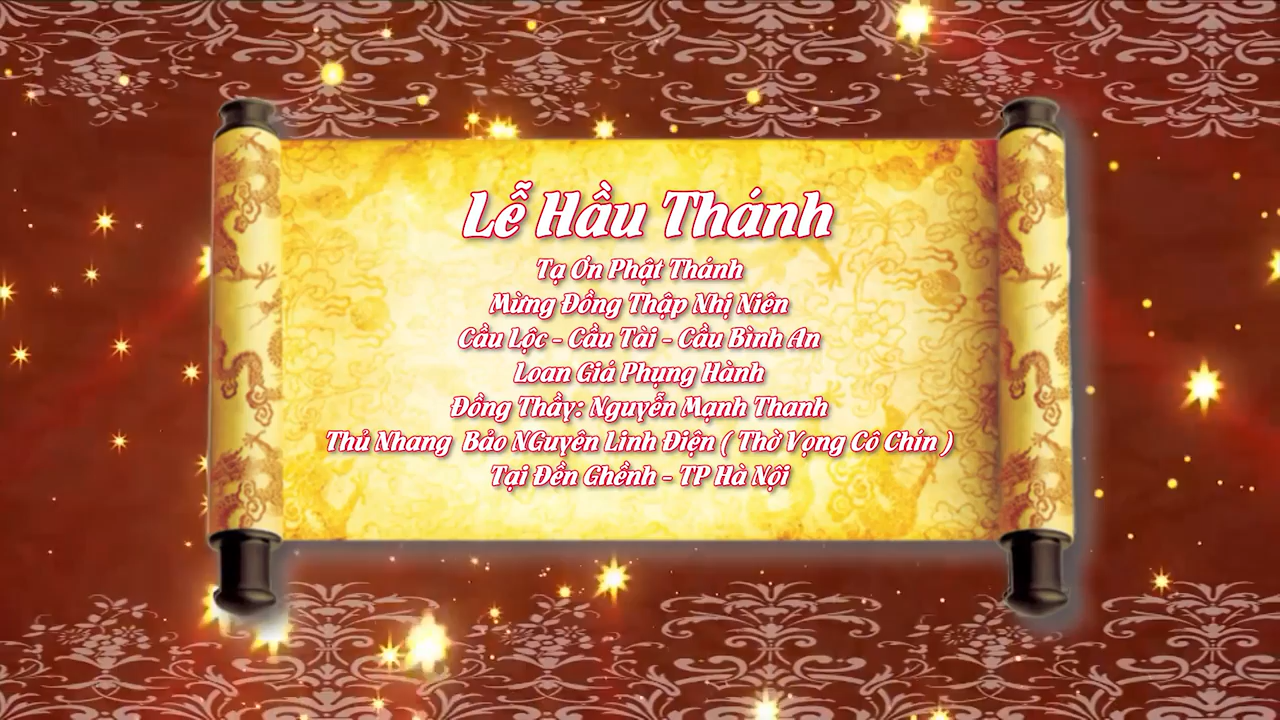 Lễ Hầu Thánh
Tạ Ơn Phật Thánh
Mừng Đồng Thập Nhị Niên
Cầu Lộc - Cầu Tài - Cầu Bình An
Loan Giá Phụng Hành
Đồng Thầy: Nguyễn Mạnh Thanh
Thủ Nhang Bảo NGuyên Linh Điện ( Thờ Vọng Cô Chín )
Tại Đền Ghềnh - TP Hà Nội